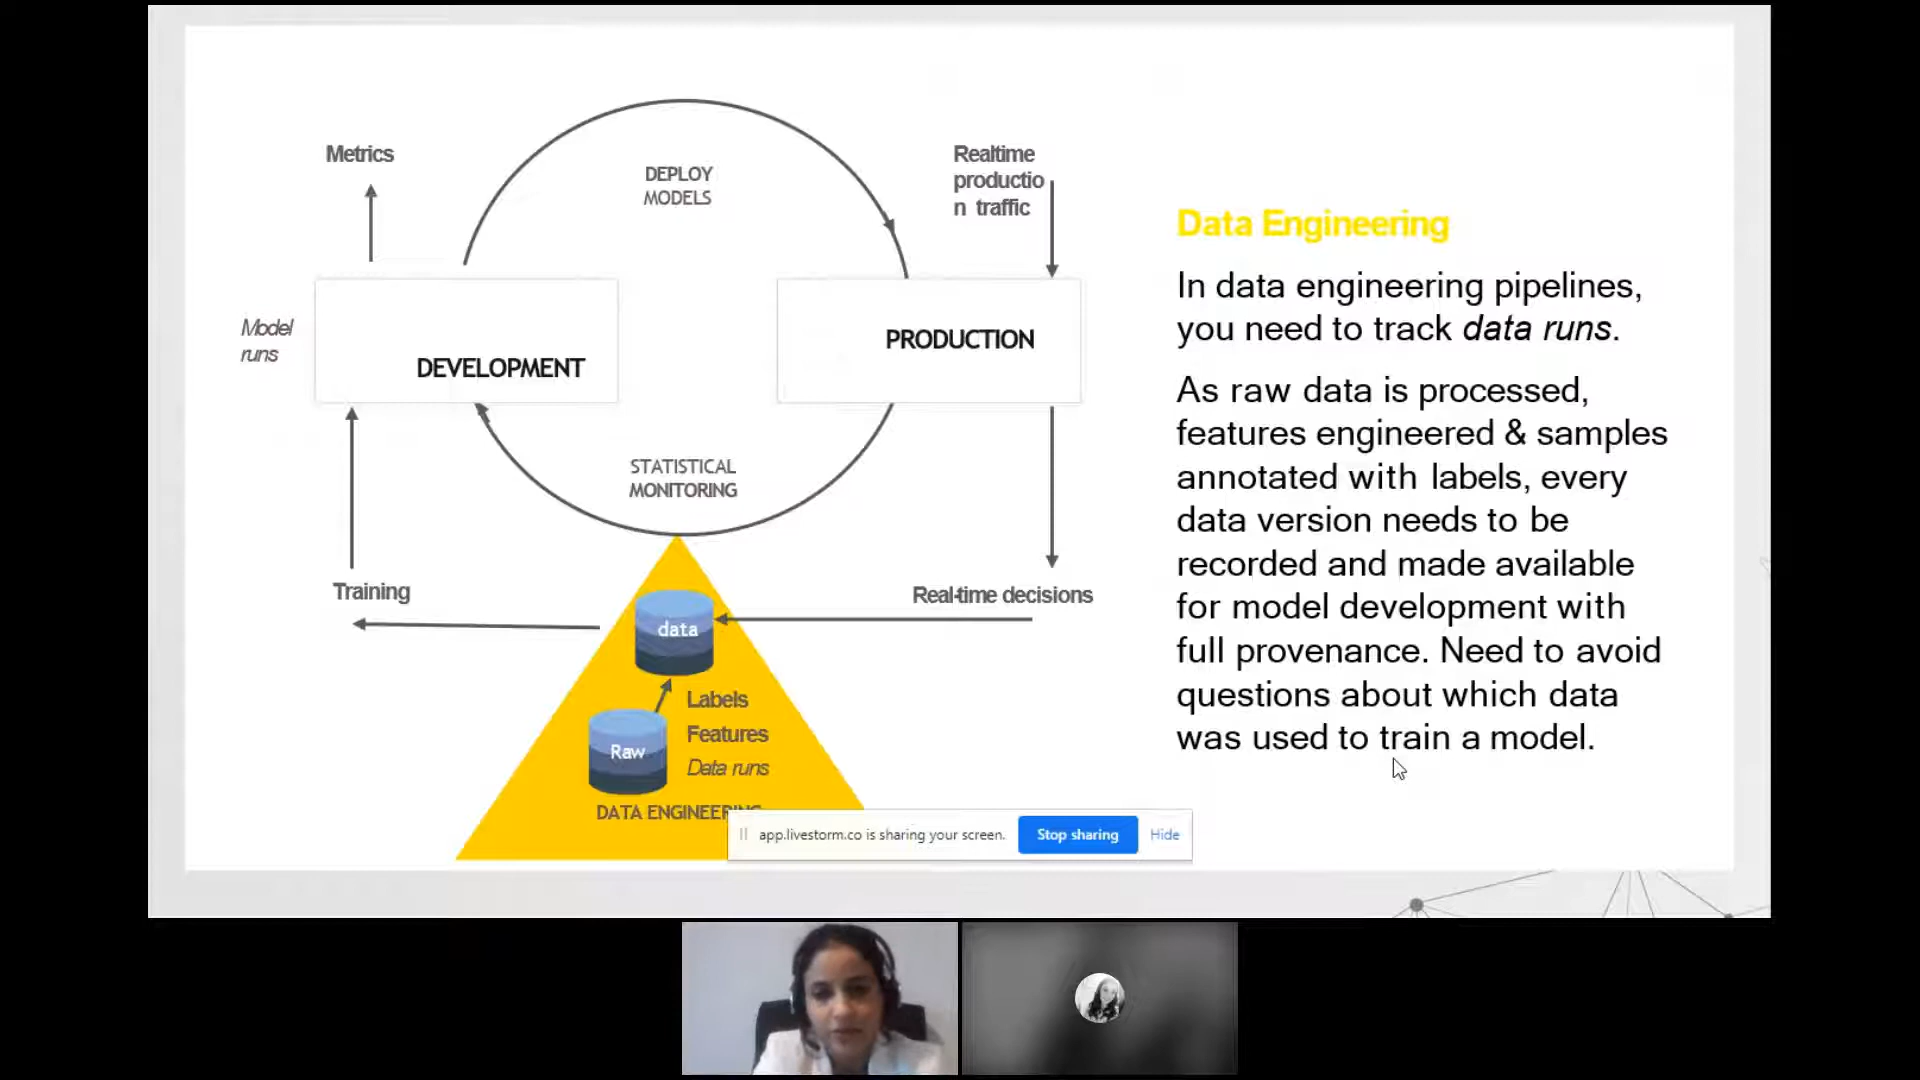 Metrics
DEPLOY
MODELS
Realtime
productio
n traffic
Model
runs
DEVELOPMENT
PRODUCTION
STATISTICAL
MONITORING
Training
Real-time decisions
data
Labels
Features
Raw
Data runs
DATA ENGINEERING
Data Engineering
In data engineering pipelines,
you need to track data runs.
As raw data is processed,
features engineered & samples
annotated with labels, every
data version needs to be
recorded and made available
for model development with
full provenance. Need to avoid
questions about which data
was used to train a model.
app.livestorm.co is sharing your screen.
Stop sharing
Hide